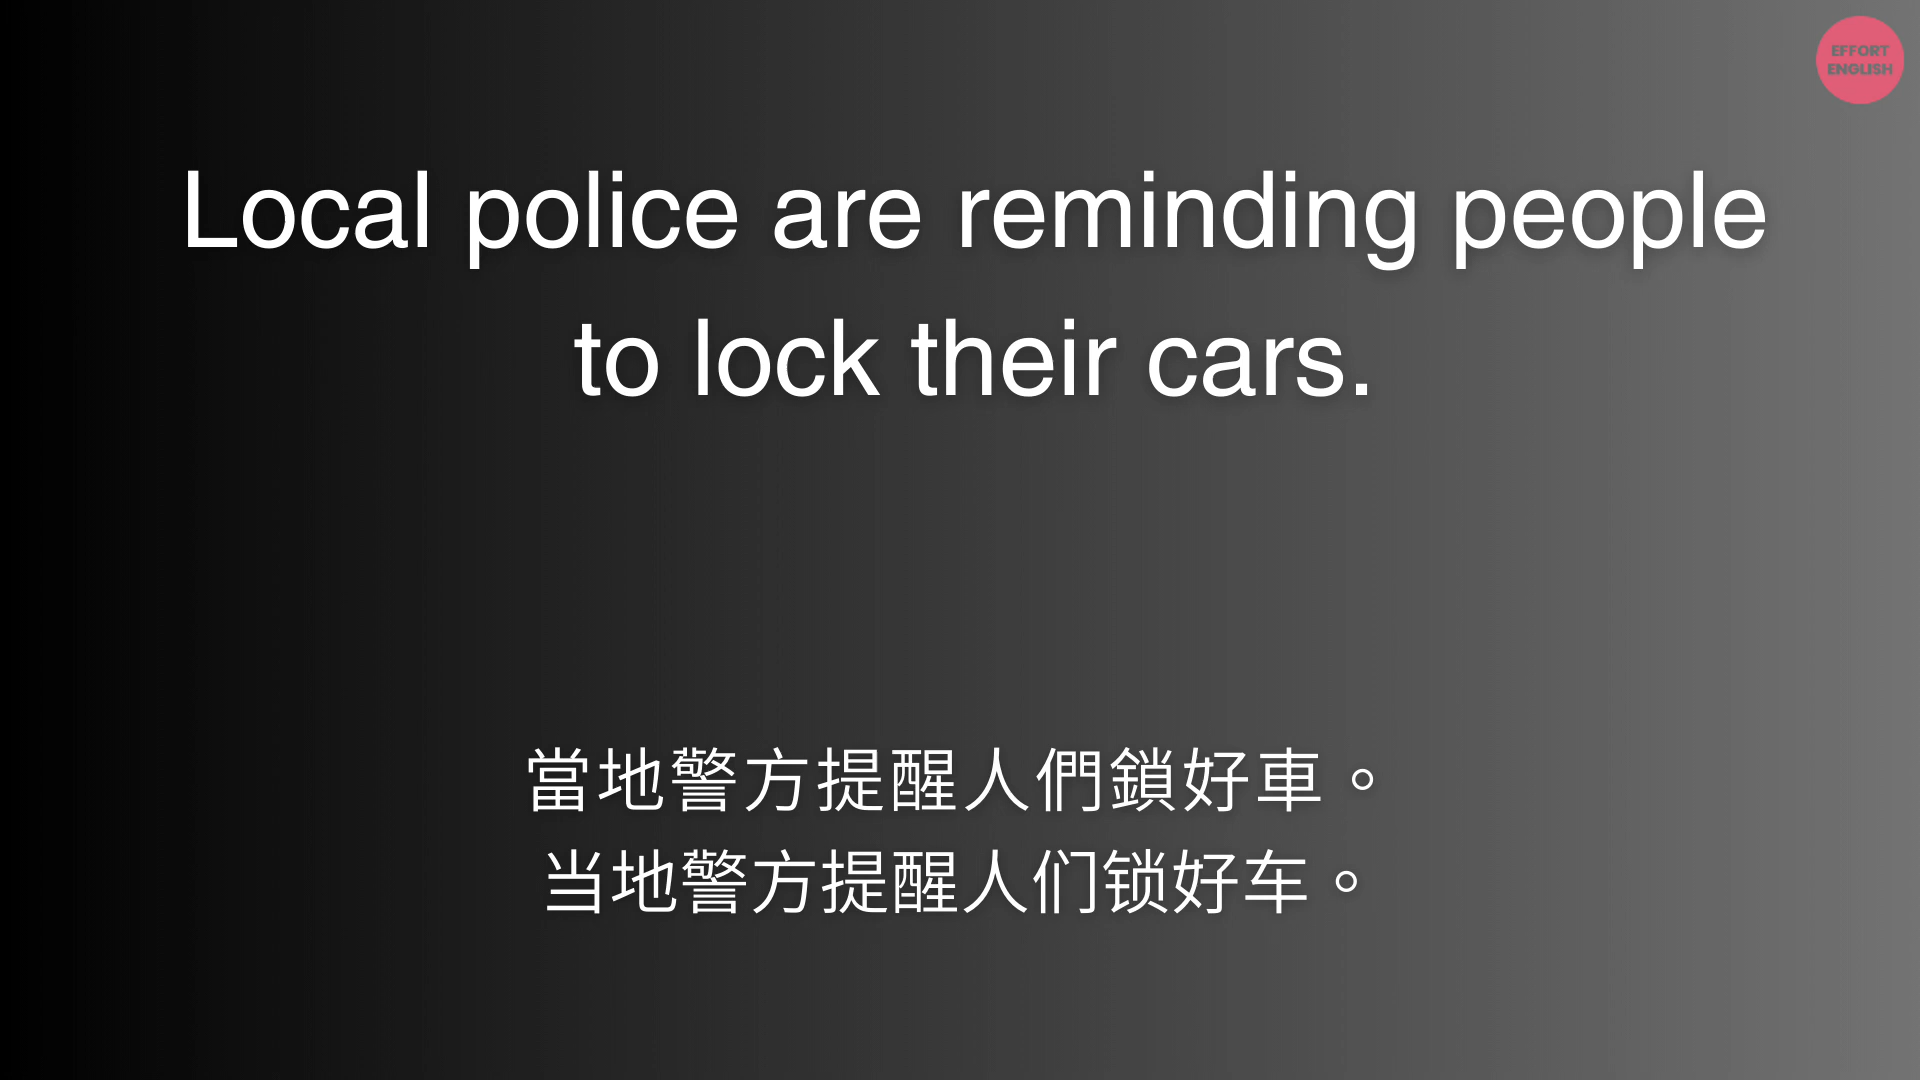 EFFORT
ENGLISH
Local police are reminding people
to lock their cars.
當地警方提醒人們鎖好車。
当地警方提醒人们锁好车。